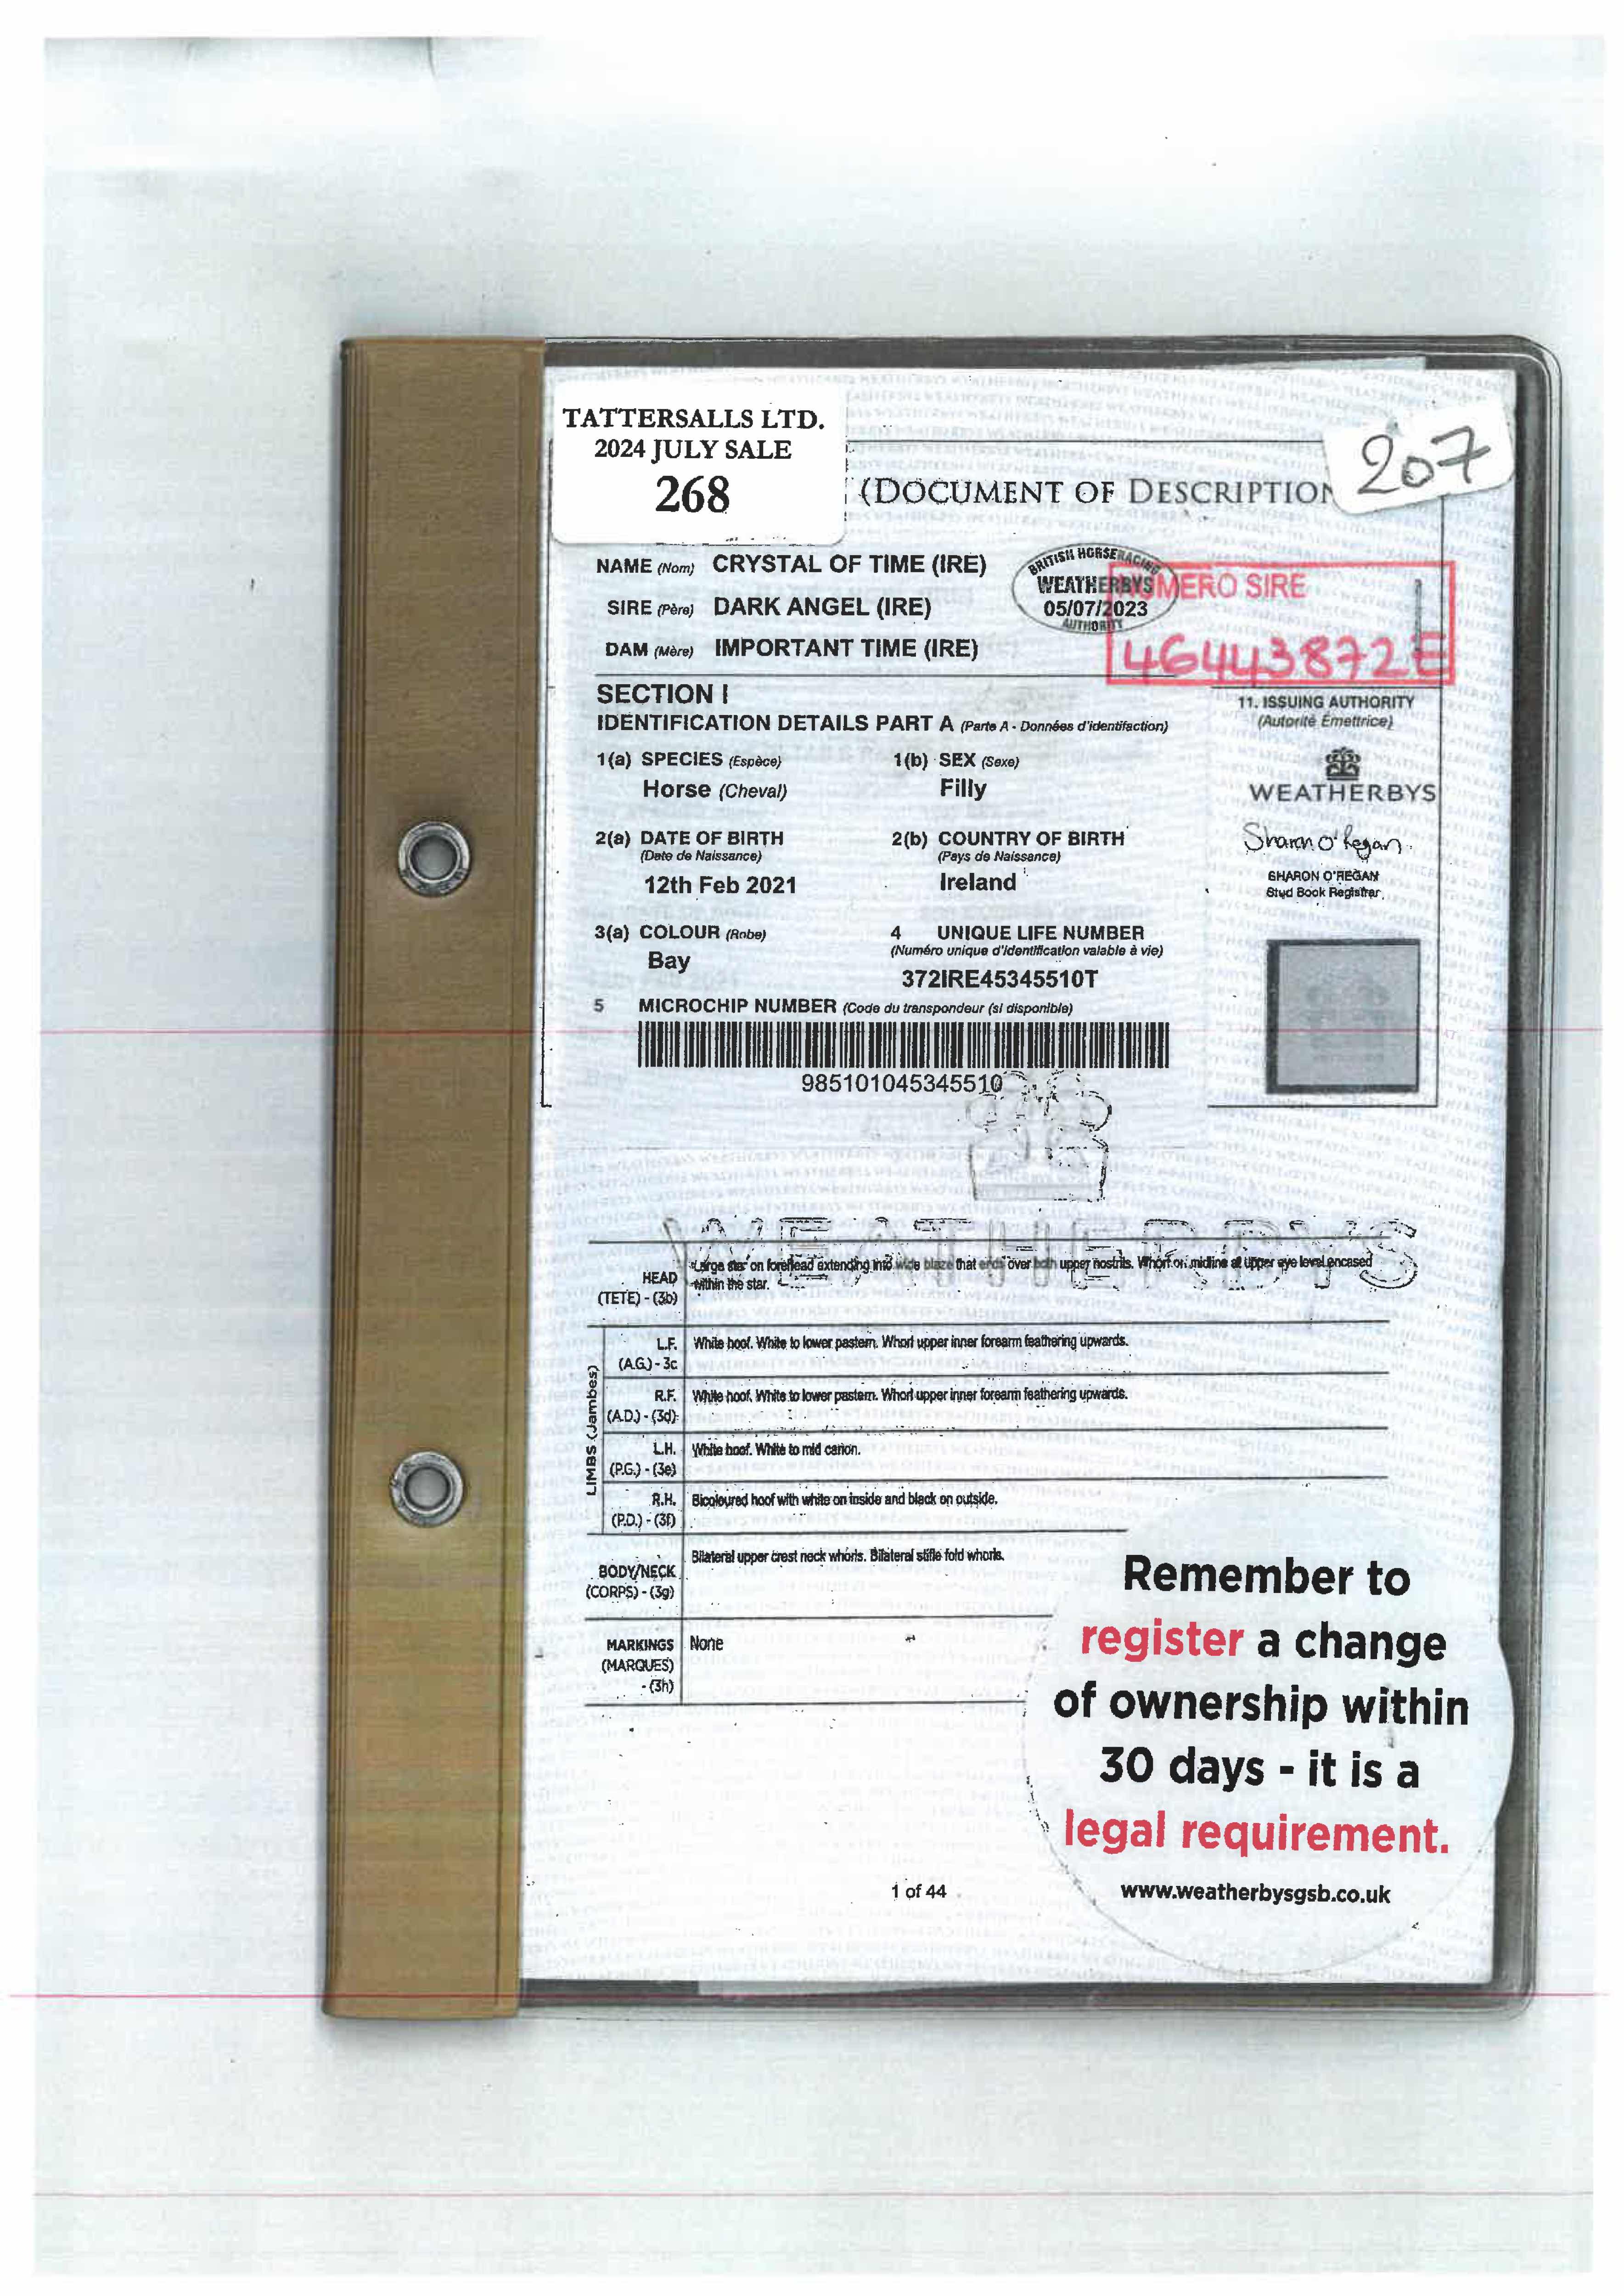 TATTERSALLS LTD.
2024 JULY SALE
268
207
(DOCUMENT OF DESCRIPTION
NAME (Nom) CRYSTAL OF TIME (IRE)
SIRE (Père) DARK ANGEL (IRE)
DAM (Mère) IMPORTANT TIME (IRE)
BRITISH HORSERACING
WEATHERBYS
05/07/2023
AUTHORITY
NUMERO SIRE
46443872E
SECTION I
IDENTIFICATION DETAILS PART A (Parte A - Données d'identifaction)
1(a) SPECIES (Espèce)
Horse (Cheval)
1(b) SEX (Sexe)
Filly
2(a) DATE OF BIRTH
(Date de Naissance)
12th Feb 2021
2(b) COUNTRY OF BIRTH
(Pays de Naissance)
Ireland
3(a) COLOUR (Robe)
Bay
4 UNIQUE LIFE NUMBER
(Numéro unique d'identification valable à vie)
372IRE45345510T
5 MICROCHIP NUMBER (Code du transpondeur (si disponible)
985101045345510
11. ISSUING AUTHORITY
(Autorité Émettrice)
WEATHERBYS
Sharon O'Regan
SHARON O'REGAN
Stud Book Registrar
WEATHERBYS
HEAD
(TETE) - (3b)
Large star on forehead extending into wide blaze that ends over both upper nostrils. Whorl on midline at upper eye level encased
within the star.
LIMBS (Jambes)
L.F.
(A.G.) - 3c
White hoof. White to lower pastern. Whorl upper inner forearm feathering upwards.
R.F.
(A.D.) - (3d)
White hoof. White to lower pastern. Whorl upper inner forearm feathering upwards.
L.H.
(P.G.) - (3e)
White hoof. White to mid canon.
R.H.
(P.D.) - (3f)
Bicoloured hoof with white on inside and black on outside.
BODY/NECK
(CORPS) - (3g)
Bilateral upper crest neck whorls. Bilateral stifle fold whorls.
MARKINGS
(MARQUES)
- (3h)
None
1 of 44
Remember to
register a change
of ownership within
30 days - it is a
legal requirement.
www.weatherbysgsb.co.uk